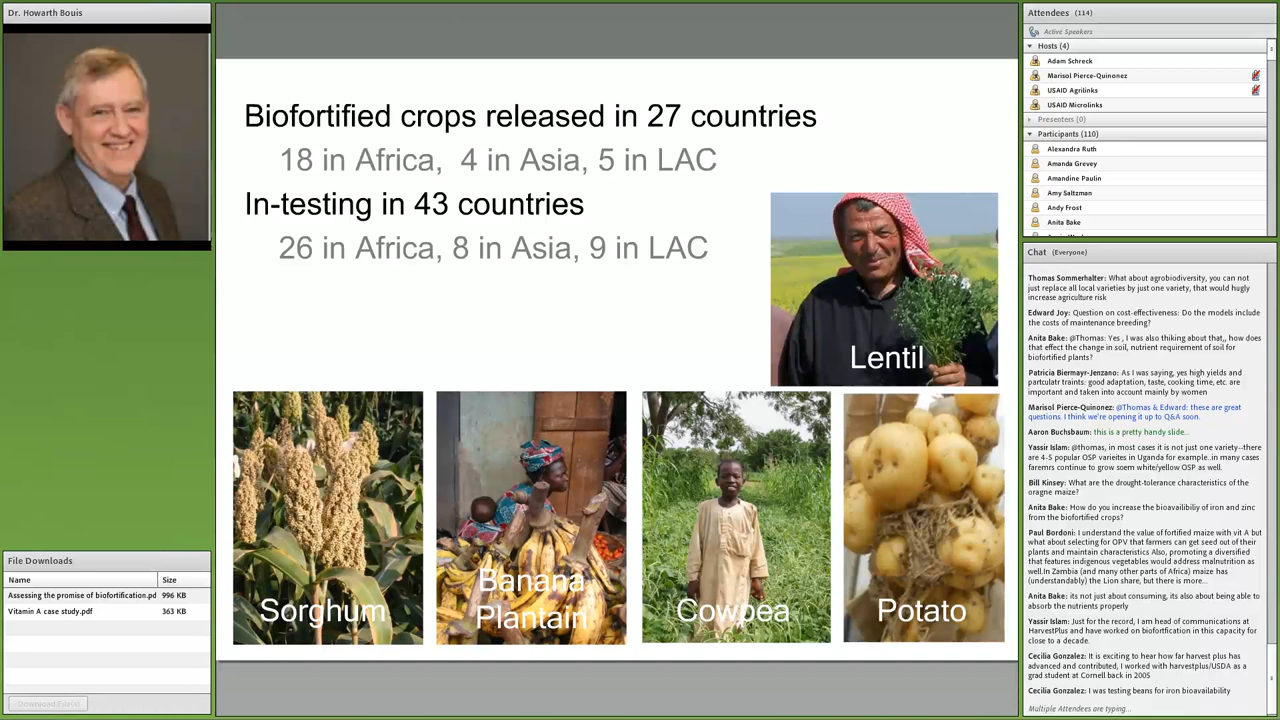 Dr. Howarth Bouis
Biofortified crops released in 27 countries
18 in Africa, 4 in Asia, 5 in LAC
In-testing in 43 countries
26 in Africa, 8 in Asia, 9 in LAC
Lentil
Sorghum
Banana
Plantain
Cowpea
Potato
File Downloads
Name Size
Assessing the promise of biofortification.pd 996 KB
Vitamin A case study.pdf 363 KB
Download File(s)
Attendees (114)
Active Speakers
Hosts (4)
Adam Schreck
Marisol Pierce-Quinonez
USAID Agrilinks
USAID Microlinks
Presenters (0)
Participants (110)
Alexandra Ruth
Amanda Grevey
Amandine Paulin
Amy Saltzman
Andy Frost
Anita Bake
Chat (Everyone)
Thomas Sommerhalter: What about agrobiodiversity, you can not
just replace all local varieties by just one variety, that would hugly
increase agriculture risk
Edward Joy: Question on cost-effectiveness: Do the models include
the costs of maintenance breeding?
Anita Bake: @Thomas: Yes , I was also thiking about that,, how does
that effect the change in soil, nutrient requirement of soil for
biofortified plants?
Patricia Biermayr-Jenzano: As I was saying, yes high yields and
partculatr traints: good adaptation, taste, cooking time, etc. are
important and taken into account mainly by women
Marisol Pierce-Quinonez: @Thomas & Edward: these are great
questions. I think we're opening it up to Q&A soon.
Aaron Buchsbaum: this is a pretty handy slide...
Yassir Islam: @thomas, in most cases it is not just one variety--there
are 4-5 popular OSP varieites in Uganda for example..in many cases
faremrs continue to grow soem white/yellow OSP as well.
Bill Kinsey: What are the drought-tolerance characteristics of the
oragne maize?
Anita Bake: How do you increase the bioavailibiliy of iron and zinc
from the biofortified crops?
Paul Bordoni: I understand the value of fortified maize with vit A but
what about selecting for OPV that farmers can get seed out of their
plants and maintain characteristics Also, promoting a diversified
diet that features indigenous vegetables would address malnutrition as
well.In Zambia (and many other parts of Africa) maize has
(understandably) the Lion share, but there is more...
Anita Bake: its not just about consuming, its also about being able to
absorb the nutrients properly
Yassir Islam: Just for the record, I am head of communications at
HarvestPlus and have worked on biofortfication in this capacity for
close to a decade.
Cecilia Gonzalez: It is exciting to hear how far harvest plus has
advanced and contributed, I worked with harvestplus/USDA as a
grad student at Cornell back in 2005
Cecilia Gonzalez: I was testing beans for iron bioavailability
Multiple Attendees are typing...